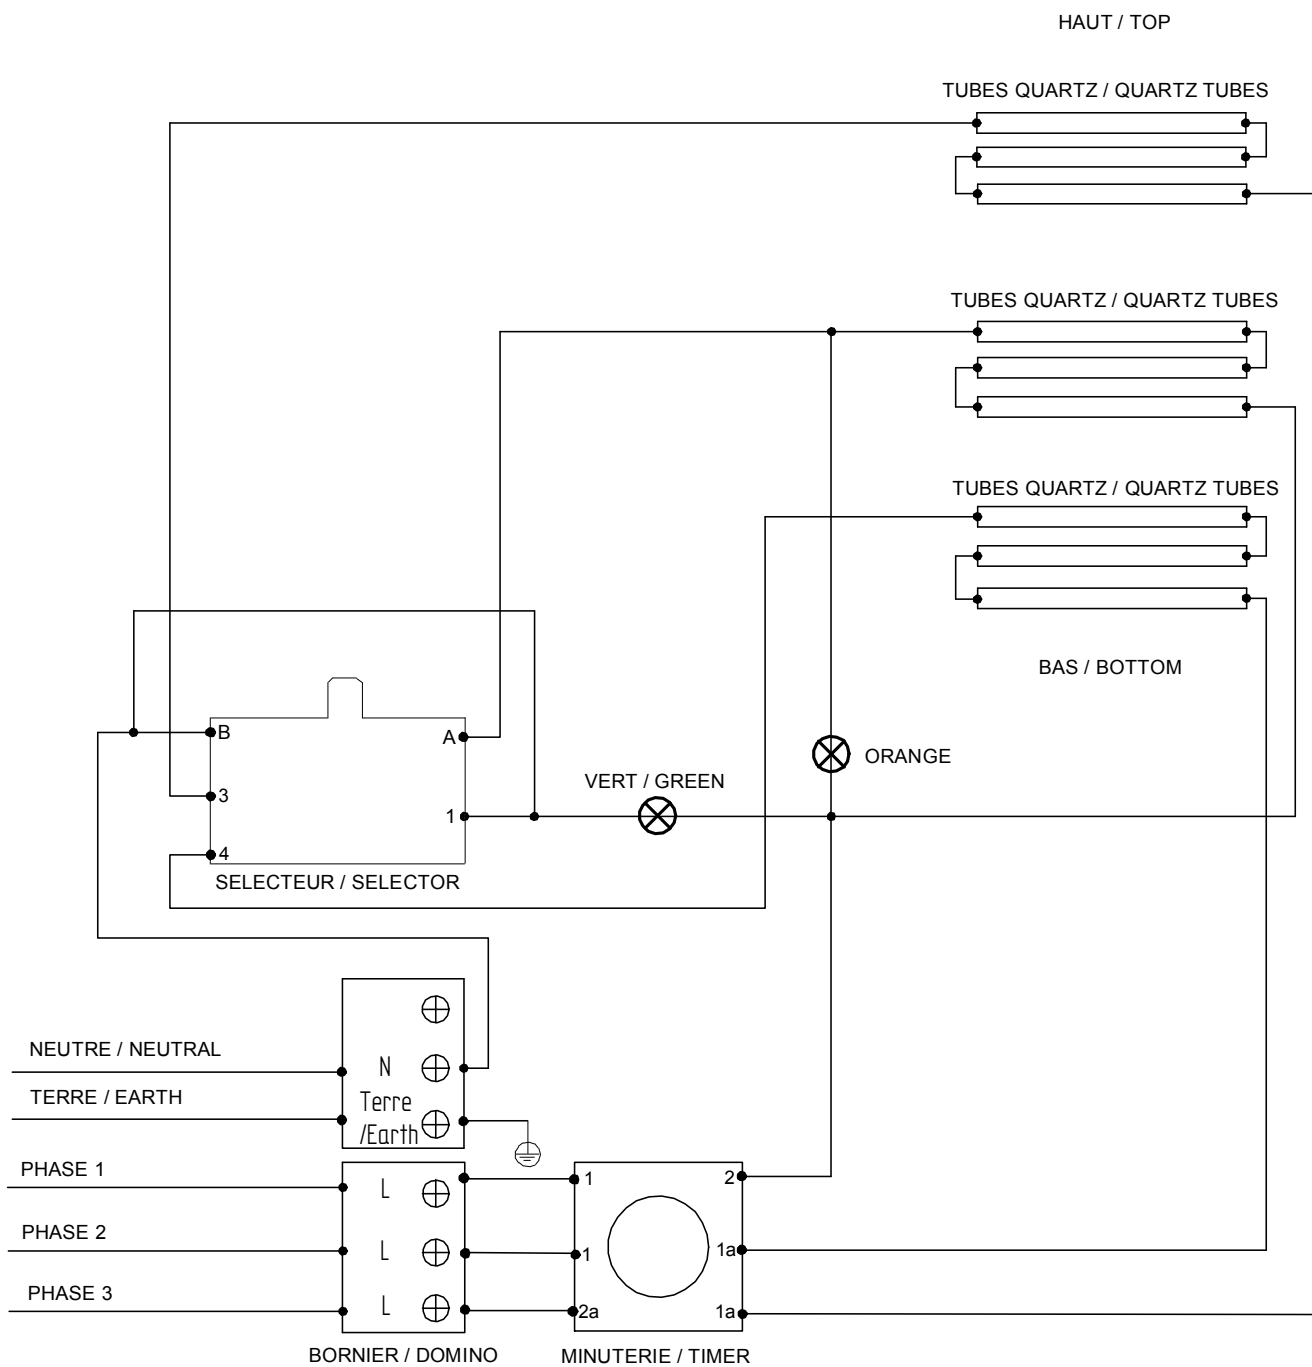 HAUT / TOP
TUBES QUARTZ / QUARTZ TUBES
TUBES QUARTZ / QUARTZ TUBES
TUBES QUARTZ / QUARTZ TUBES
BAS / BOTTOM
B
A
ORANGE
VERT / GREEN
3
1
4
SELECTEUR / SELECTOR
NEUTRE / NEUTRAL
N
TERRE / EARTH
Terre
/Earth
PHASE 1
L
1
2
PHASE 2
L
1
1a
PHASE 3
L
2a
1a
BORNIER / DOMINO
MINUTERIE / TIMER